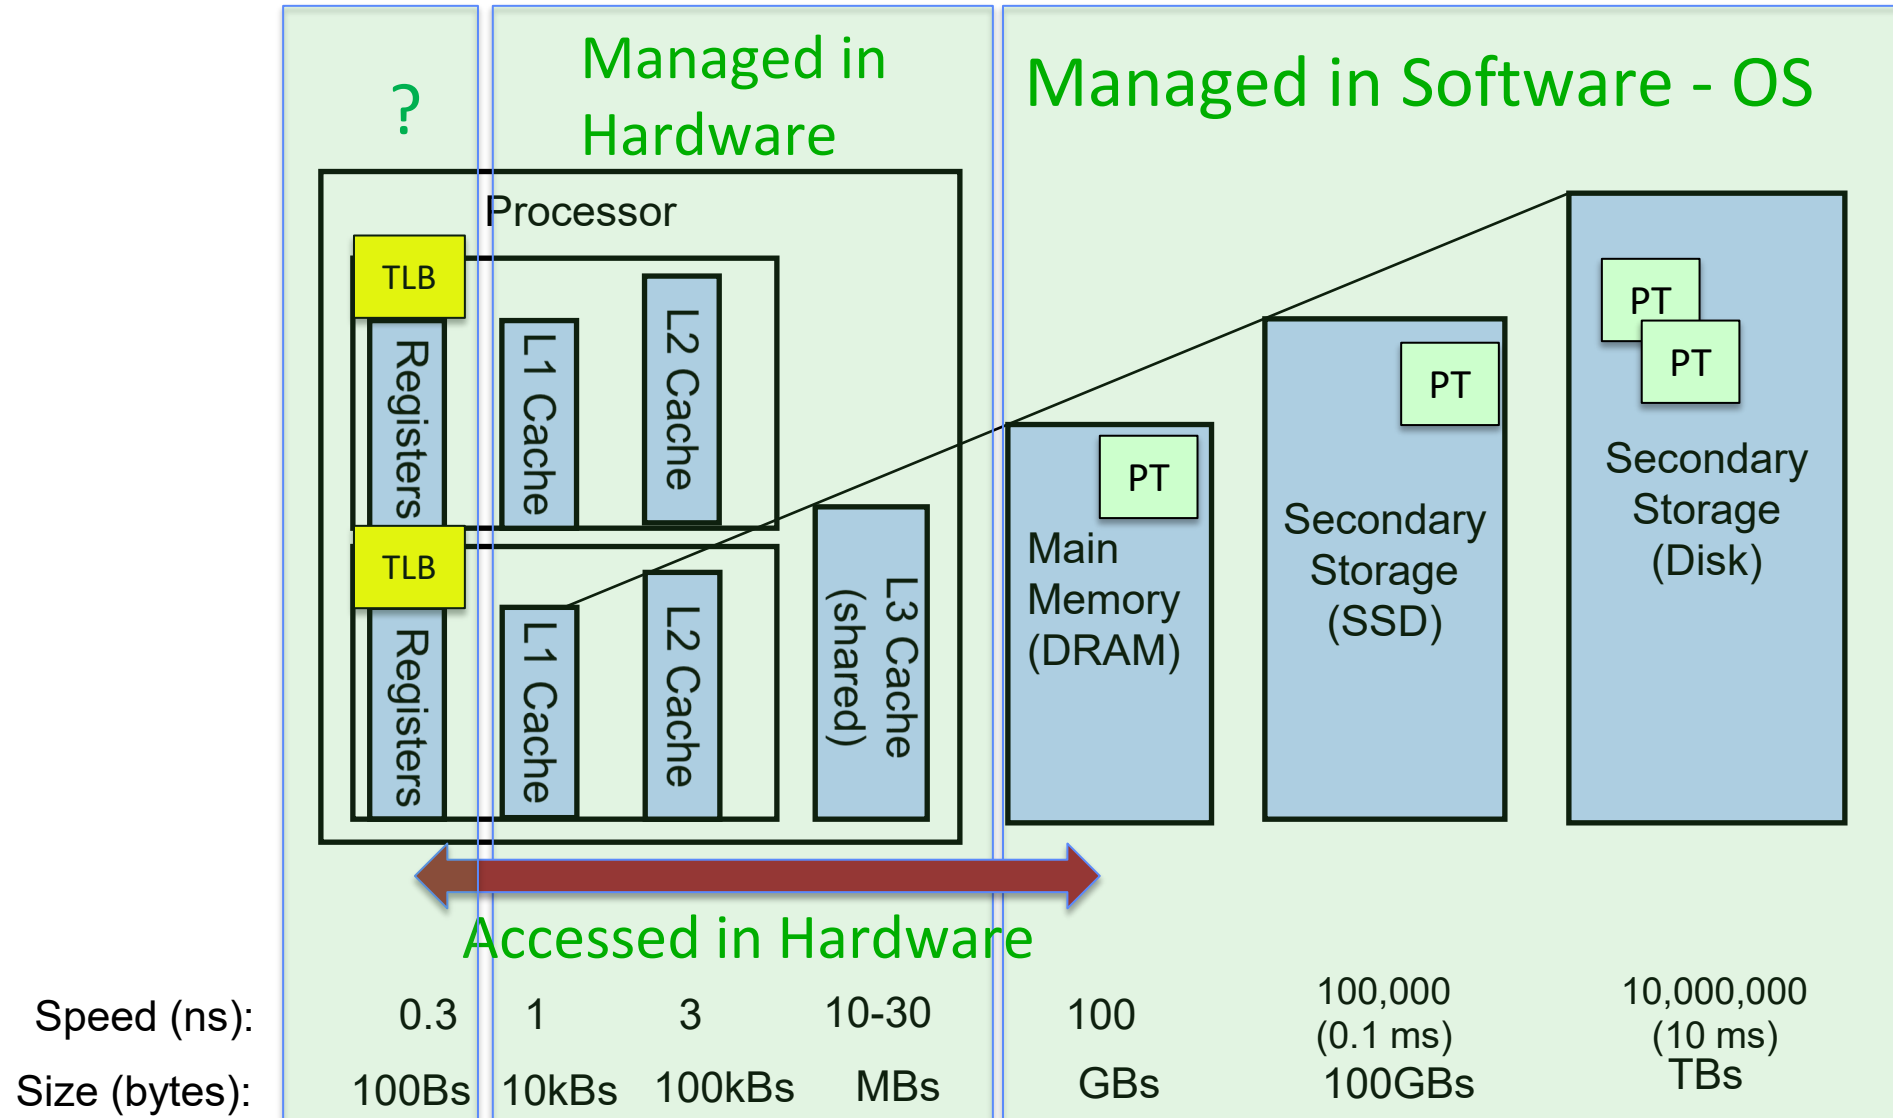 ?
Managed in
Hardware
Managed in Software - OS
Processor
TLB
Registers
L1 Cache
L2 Cache
TLB
Registers
L1 Cache
L2 Cache
L3 Cache
(shared)
PT
Main
Memory
(DRAM)
PT
Secondary
Storage
(SSD)
PT
PT
Secondary
Storage
(Disk)
Accessed in Hardware
Speed (ns): 0.3 1 3 10-30 100 100,000 10,000,000
(0.1 ms) (10 ms)
Size (bytes): 100Bs 10kBs 100kBs MBs GBs 100GBs TBs